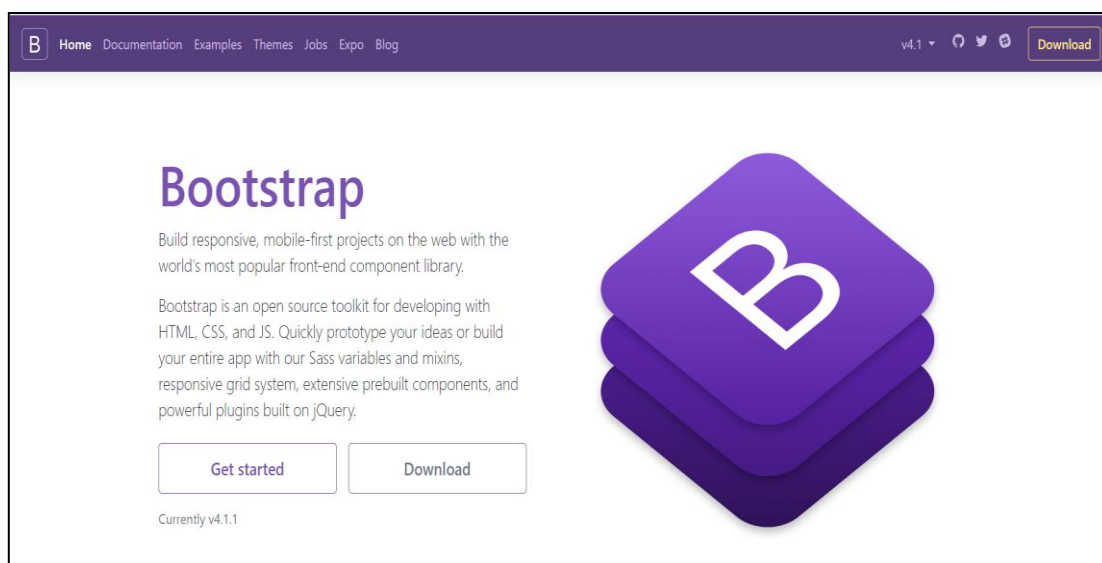 B Home Documentation Examples Themes Jobs Expo Blog v4.1 Download
Bootstrap
Build responsive, mobile-first projects on the web with the
world's most popular front-end component library.
Bootstrap is an open source toolkit for developing with
HTML, CSS, and JS. Quickly prototype your ideas or build
your entire app with our Sass variables and mixins,
responsive grid system, extensive prebuilt components, and
powerful plugins built on jQuery.
Get started Download
Currently v4.1.1
B